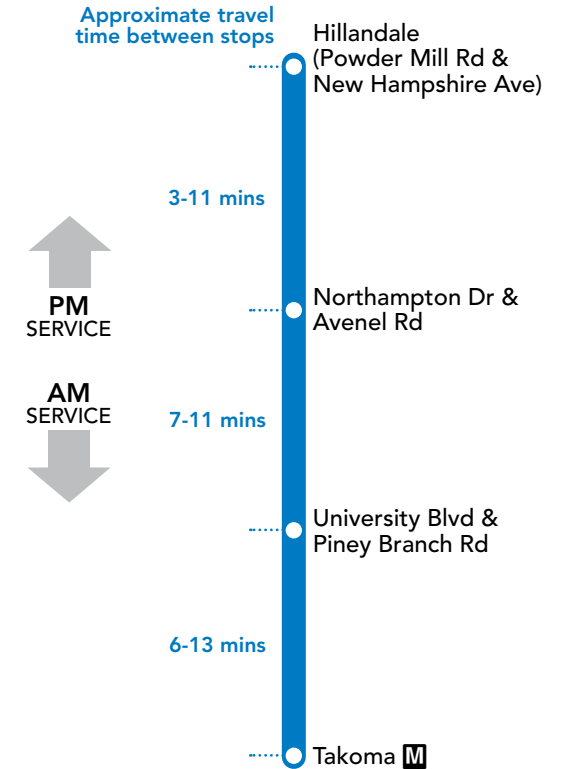 Approximate travel
time between stops
Hillandale
(Powder Mill Rd &
New Hampshire Ave)
3-11 mins
PM
SERVICE
Northampton Dr &
Avenel Rd
AM
SERVICE
7-11 mins
University Blvd &
Piney Branch Rd
6-13 mins
Takoma M